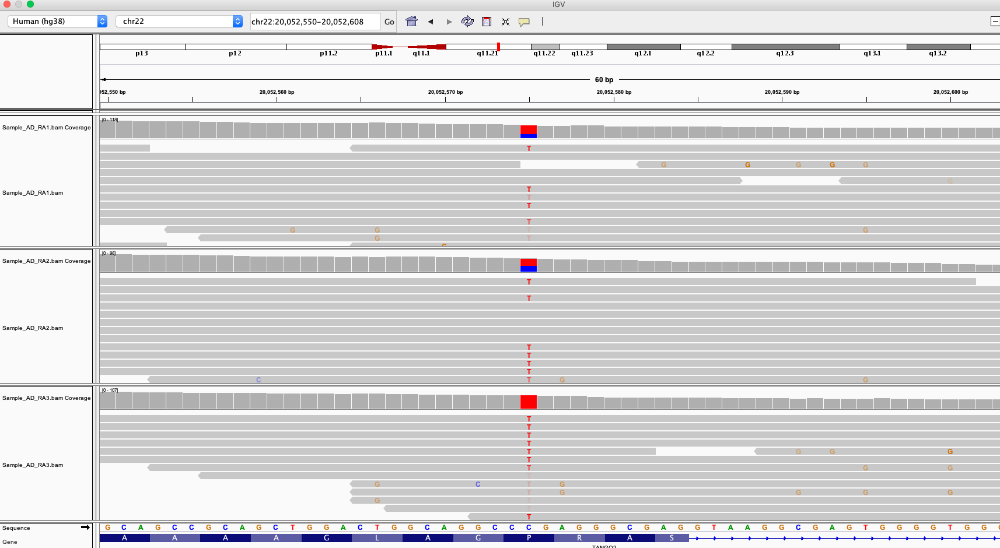 IGV
Human (hg38) chr22 chr22:20,052,550-20,052,608 Go
p13 p12 p11.2 p11.1 q11.1 q11.21 q11.22 q11.23 q12.1 q12.2 q12.3 q13.1 q13.2
60 bp
20,052,560 bp 20,052,570 bp 20,052,580 bp 20,052,590 bp 20,052,600 bp
[0 - 118]
Sample_AD_RA1.bam Coverage
T
G G G G G
G
T
Sample_AD_RA1.bam
T
T
T
G G T G
G T
[0 - 98]
Sample_AD_RA2.bam Coverage
T
T
Sample_AD_RA2.bam
T
T
T
T
C T G G
[0 - 107]
Sample_AD_RA3.bam Coverage
T
T
T
T
T G G G
T
Sample_AD_RA3.bam
T G G
T
G C T G
T G G G G
G T
T
T
Sequence G C A G C C G C A G C T G G A C T G G C A G G C C C G A G G C G A G G T A A G G C G A G T G G G G T G G
Gene A A A A G L A G P R A S
TANGO2